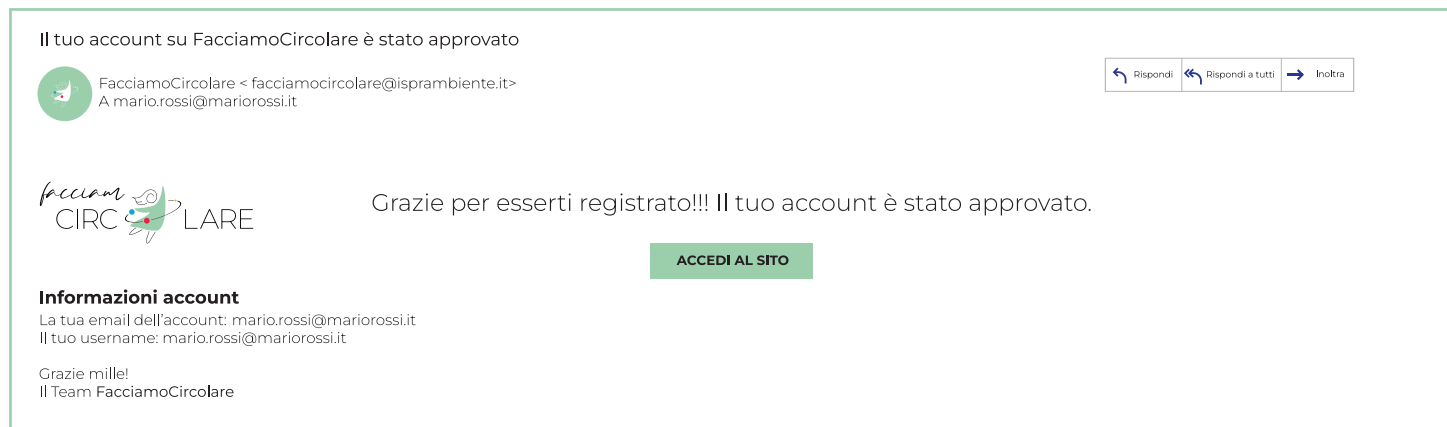 Il tuo account su FacciamoCircolare è stato approvato
FacciamoCircolare < facciamocircolare@isprambiente.it>
A mario.rossi@mariorossi.it
Rispondi Rispondi a tutti Inoltra
facciam
CIRC LARE
Grazie per esserti registrato!!! Il tuo account è stato approvato.
ACCEDI AL SITO
Informazioni account
La tua email dell'account: mario.rossi@mariorossi.it
Il tuo username: mario.rossi@mariorossi.it
Grazie mille!
Il Team FacciamoCircolare